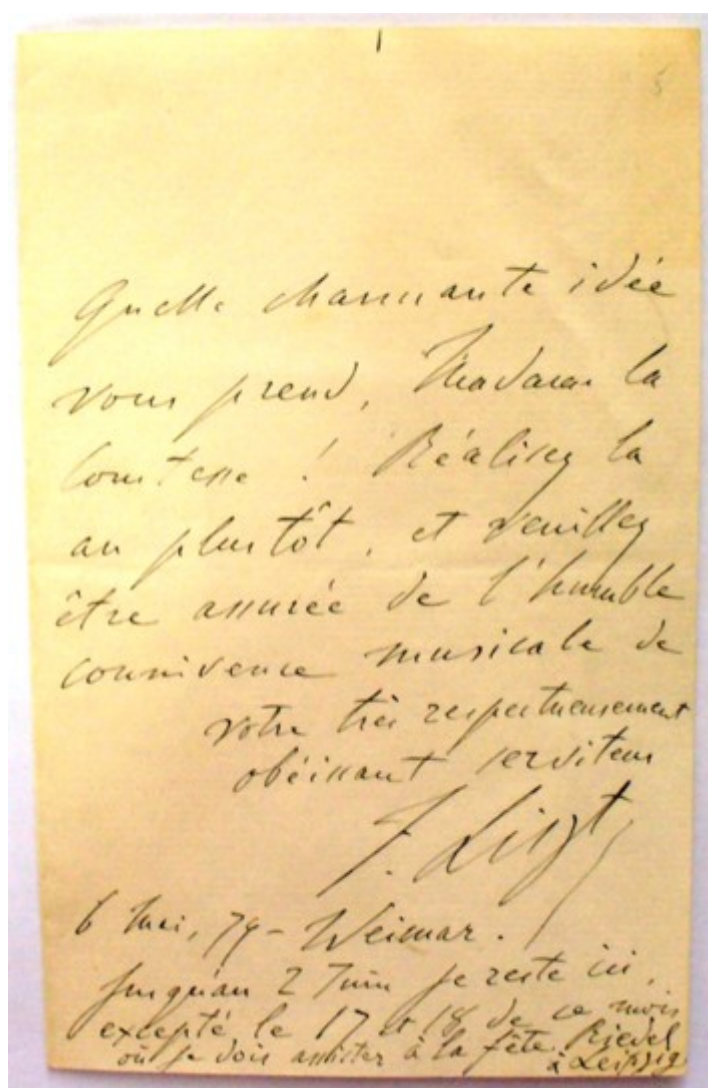 5
Quelle charmante idée
vous prend, Madame la
Comtesse ! Réalisez la
au plustôt, et veuillez
être assurée de l'humble
connivence musicale de
votre très respectueusement
obéissant serviteur
F. Liszt
6 Mai, 79 – Weimar.
Jusqu'au 2 Juin je reste ici,
excepté le 17 et 18 de ce mois
où je dois assister à la fête Riedel
à Leipzig